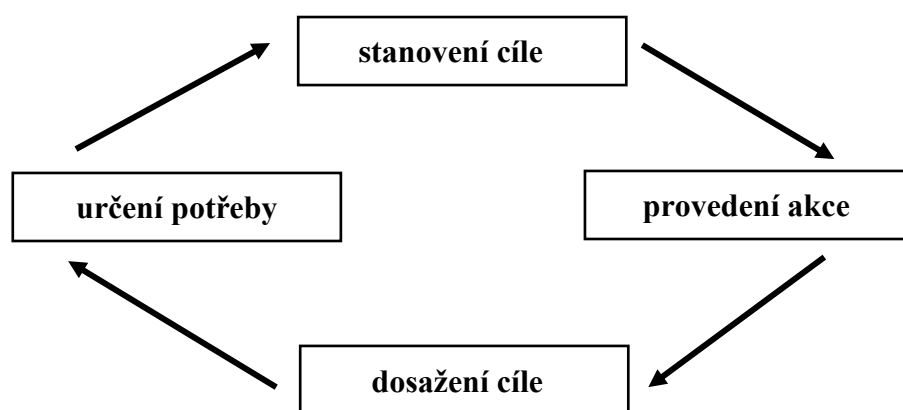 stanovení cíle
určení potřeby
provedení akce
dosažení cíle